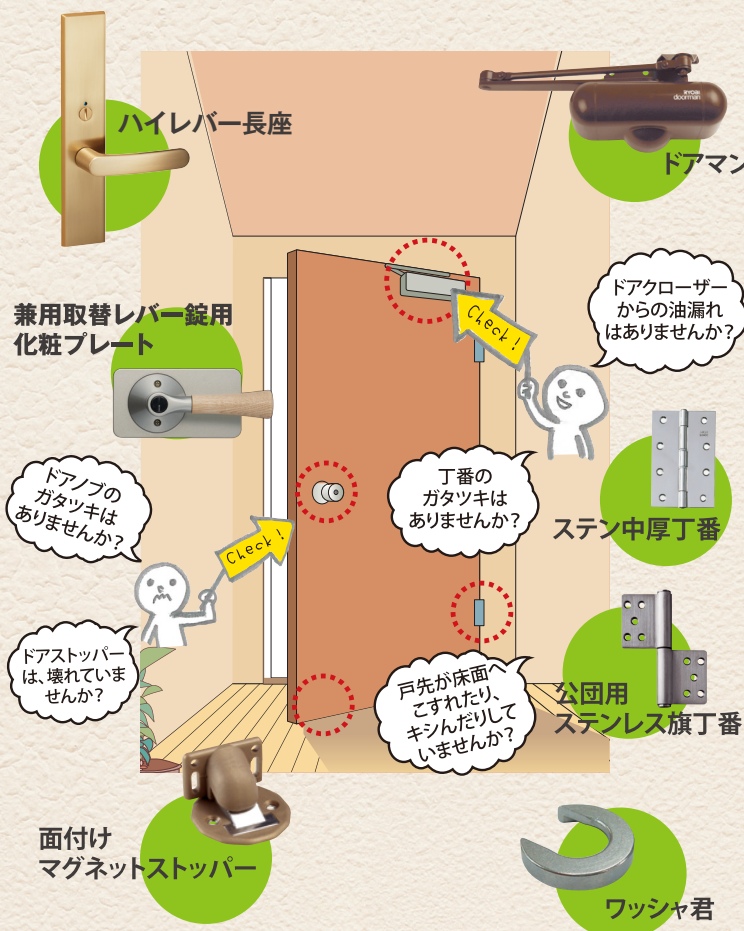 ハイレバー長座
RYOBI
doorman
ドアマン
ドアクローザー
からの油漏れ
はありませんか？
Check!
兼用取替レバー錠用
化粧プレート
ドアノブの
ガタツキは
ありませんか？
Check!
丁番の
ガタツキは
ありませんか？
ステン中厚丁番
ドアストッパー
は、壊れていま
せんか？
戸先が床面へ
こすれたり、
キシんだりして
いませんか？
公団用
ステンレス旗丁番
面付け
マグネットストッパー
ワッシャ君